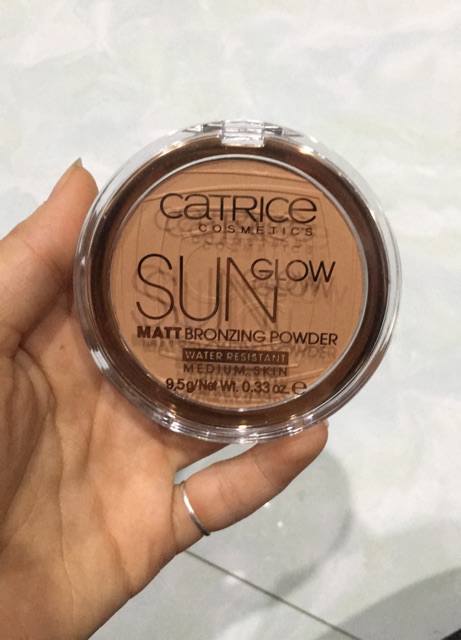 CATRICE
COSMETICS
SUN GLOW
MATT BRONZING POWDER
WATER RESISTANT
MEDIUM SKIN
9,5g/Net Wt. 0.33 oz. ℮